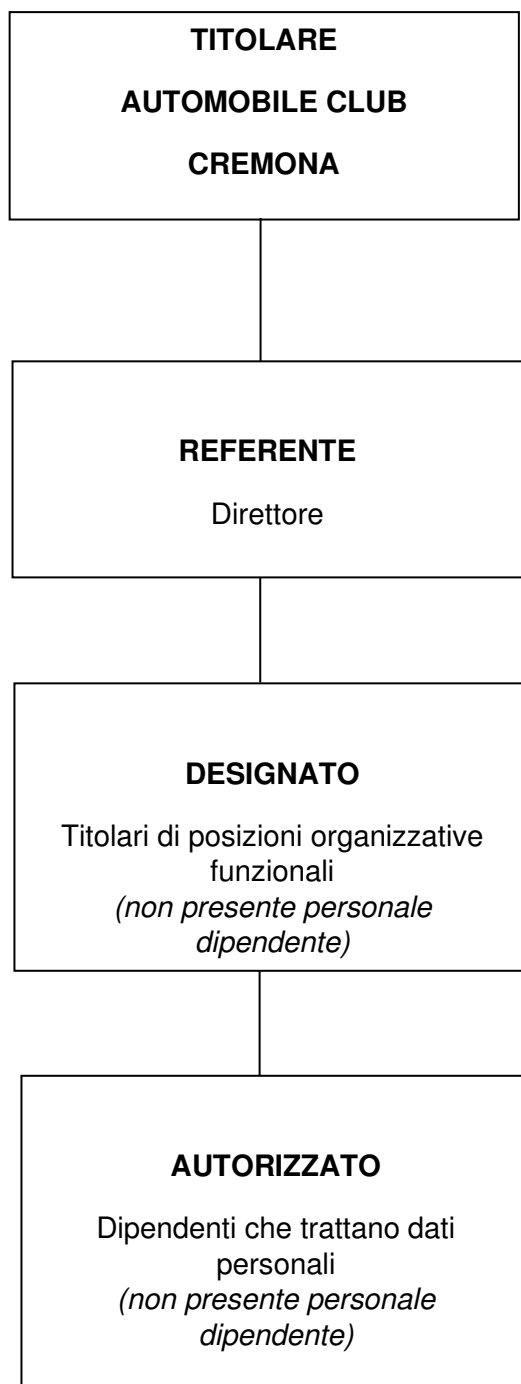 TITOLARE
AUTOMOBILE CLUB
CREMONA
REFERENTE
Direttore
DESIGNATO
Titolari di posizioni organizzative
funzionali
(non presente personale
dipendente)
AUTORIZZATO
Dipendenti che trattano dati
personali
(non presente personale
dipendente)